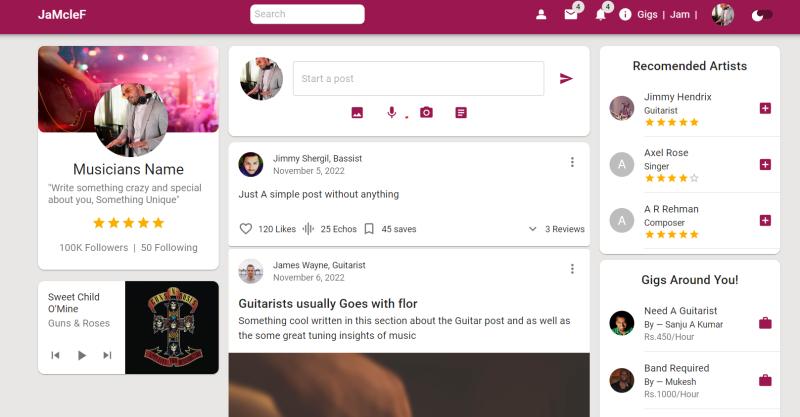 JaMcleF
Search
4
4
Gigs | Jam |
Musicians Name
"Write something crazy and special
about you, Something Unique"
100K Followers | 50 Following
Sweet Child
O'Mine
Guns & Roses
GUNS N ROSES
Start a post
Jimmy Shergil, Bassist
November 5, 2022
Just A simple post without anything
120 Likes
25 Echos
45 saves
3 Reviews
James Wayne, Guitarist
November 6, 2022
Guitarists usually Goes with flor
Something cool written in this section about the Guitar post and as well as
the some great tuning insights of music
Recomended Artists
Jimmy Hendrix
Guitarist
A
Axel Rose
Singer
A
A R Rehman
Composer
Gigs Around You!
Need A Guitarist
By — Sanju A Kumar
Rs.450/Hour
Band Required
By — Mukesh
Rs.1000/Hour